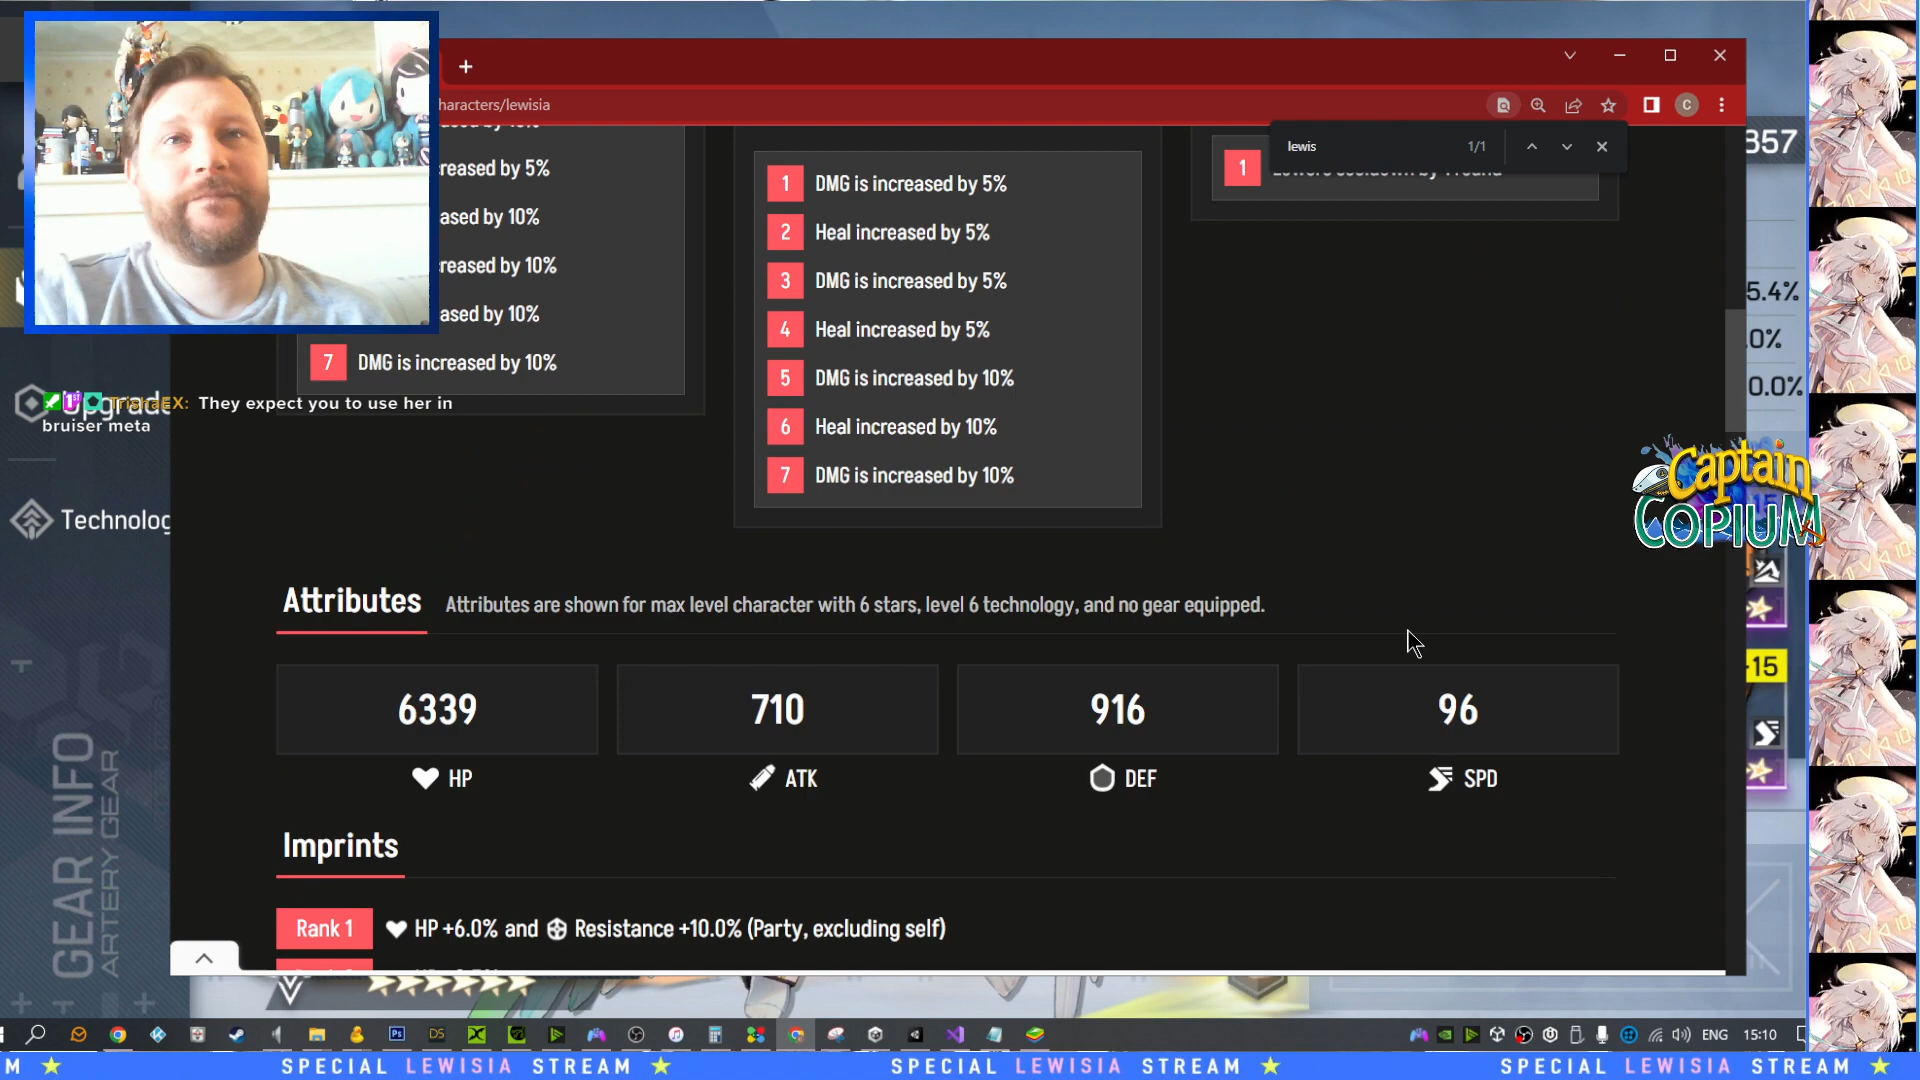 haracters/lewisia
C
lewis
1/1
357
reased by 5%
ased by 10%
reased by 10%
ased by 10%
7 DMG is increased by 10%
1 DMG is increased by 5%
2 Heal increased by 5%
3 DMG is increased by 5%
4 Heal increased by 5%
5 DMG is increased by 10%
6 Heal increased by 10%
7 DMG is increased by 10%
1
5.4%
.0%
0.0%
Upgrade
TrishaEX: They expect you to use her in
bruiser meta
Technolog
Captain
COPIUM
Attributes
Attributes are shown for max level character with 6 stars, level 6 technology, and no gear equipped.
15
6339
710
916
96
HP
ATK
DEF
SPD
Imprints
Rank 1
HP +6.0% and Resistance +10.0% (Party, excluding self)
GEAR INFO
ARTERY GEAR
Ps
DS
ENG
15:10
M ★ SPECIAL LEWISIA STREAM ★ SPECIAL LEWISIA STREAM ★ SPECIAL LEWISIA STREAM ★